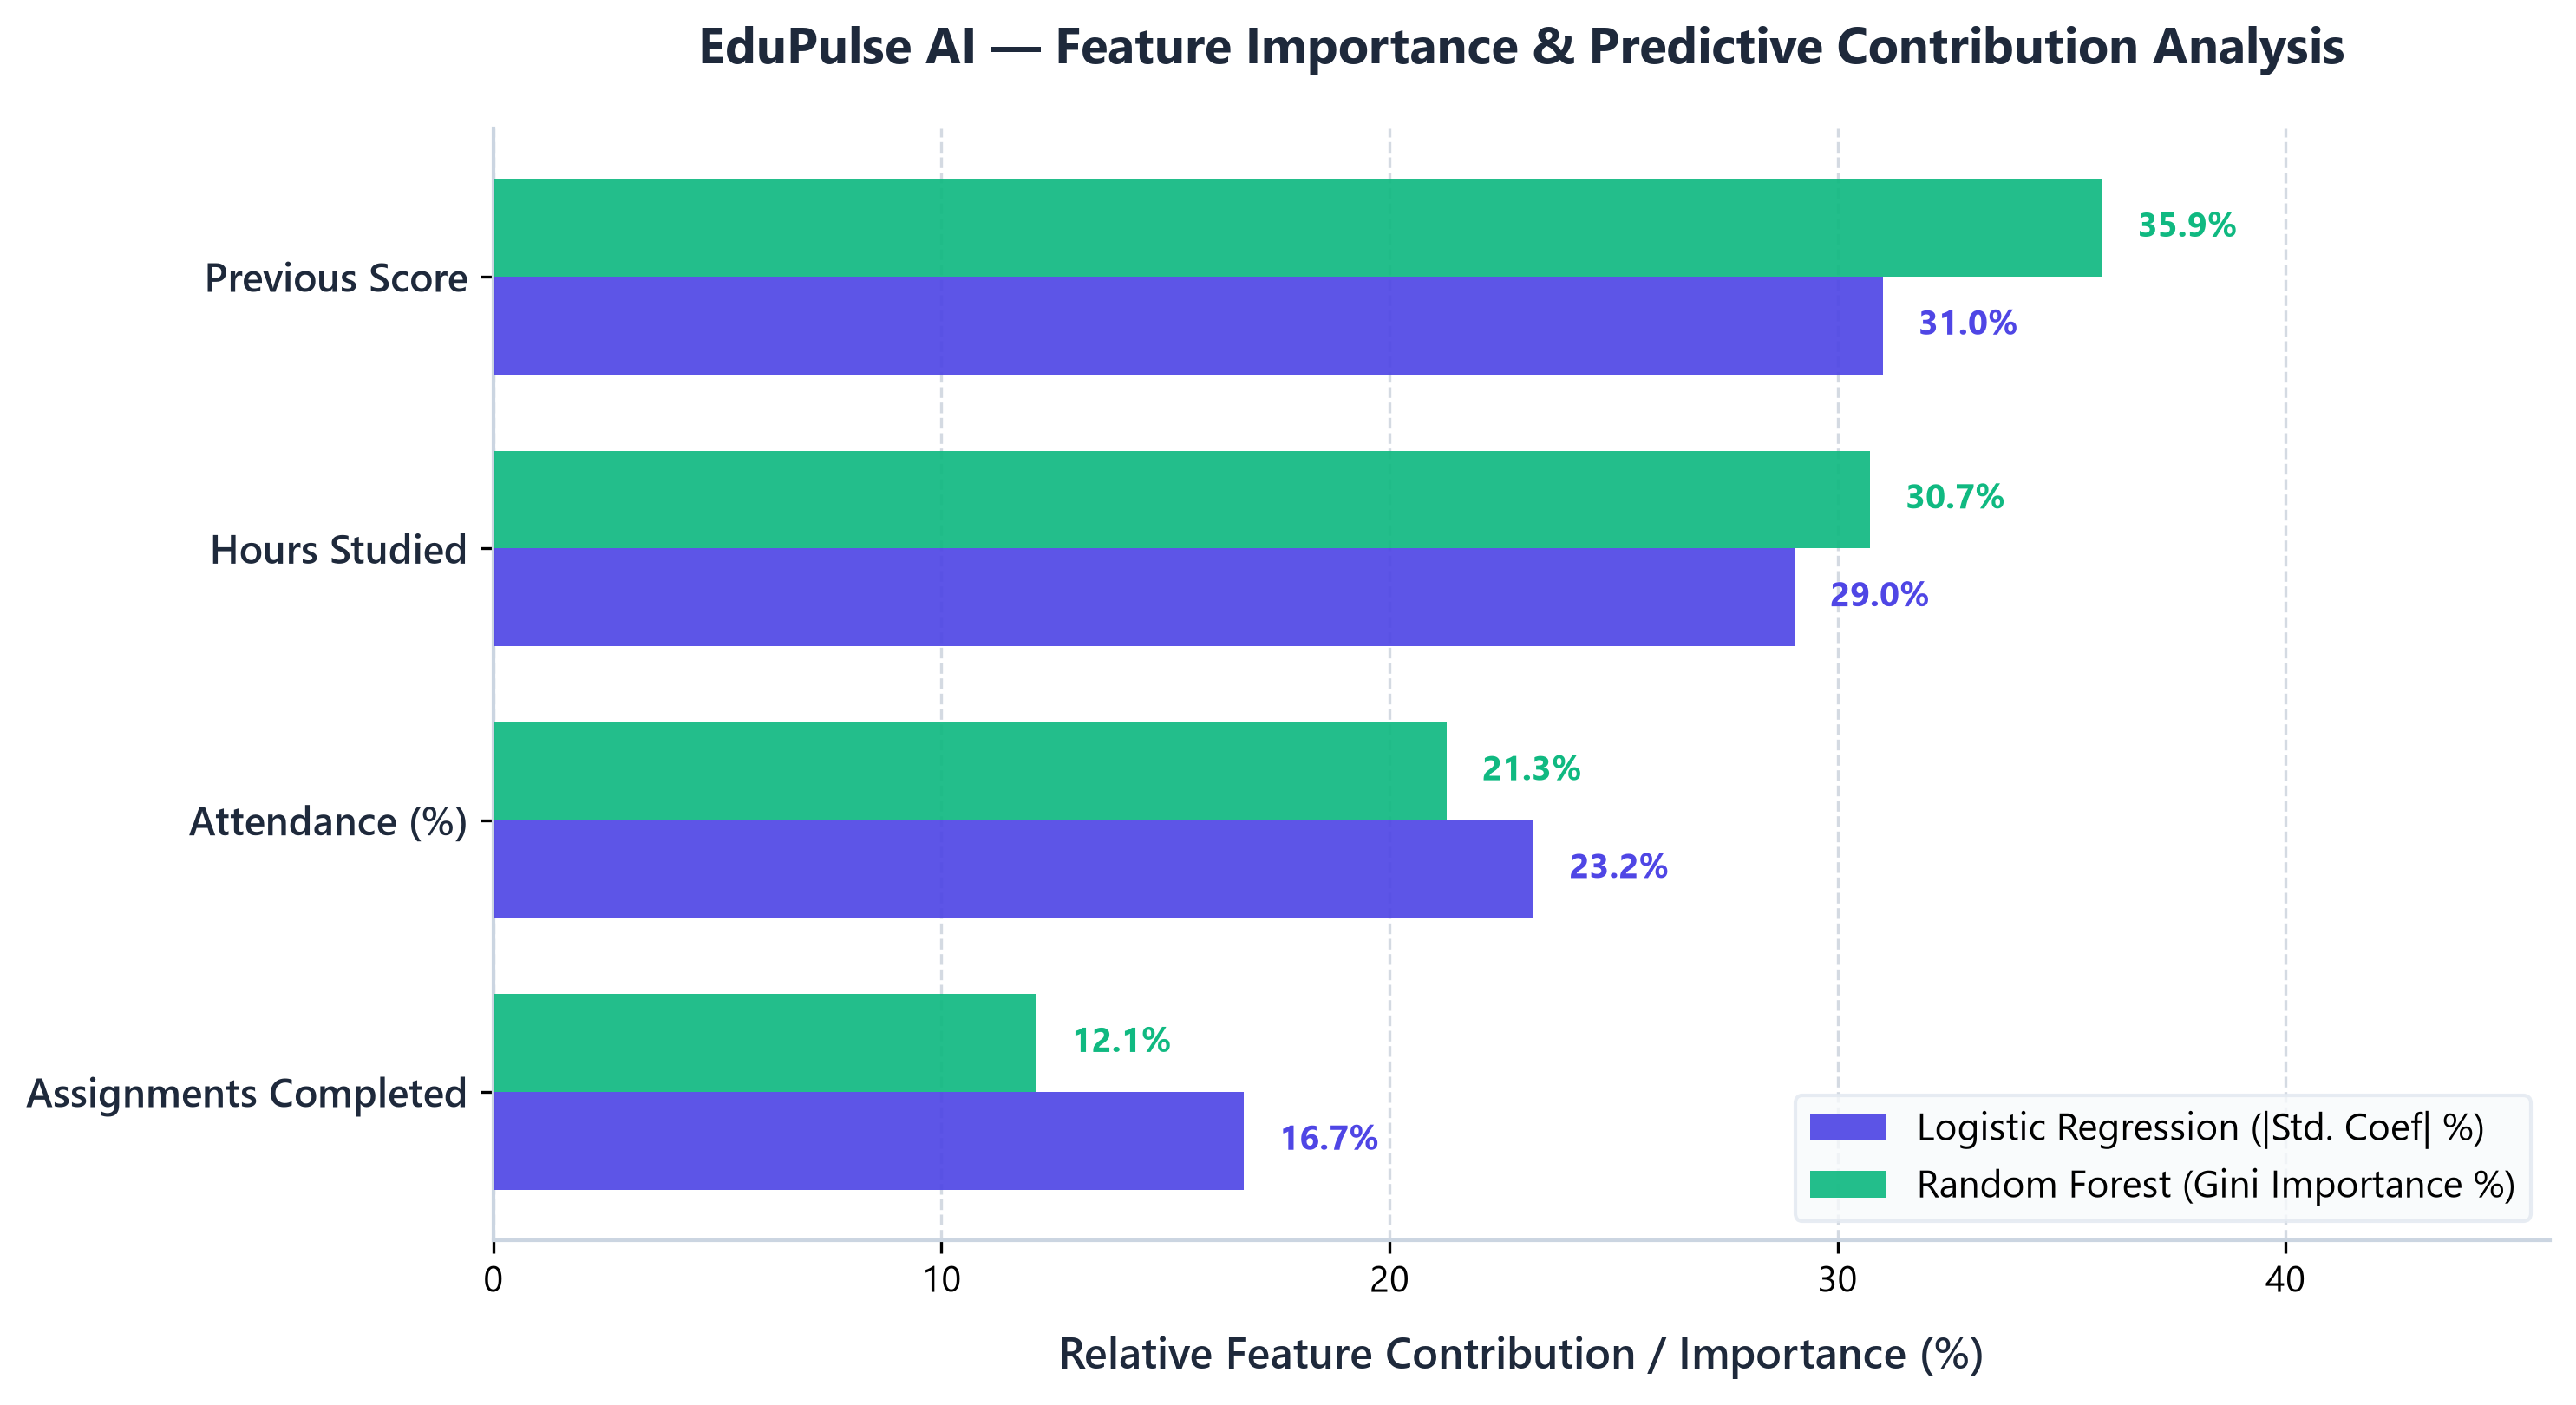 EduPulse AI — Feature Importance & Predictive Contribution Analysis
35.9%
Previous Score
31.0%
30.7%
Hours Studied
29.0%
21.3%
Attendance (%)
23.2%
12.1%
Assignments Completed
16.7%
Logistic Regression (|Std. Coef| %)
Random Forest (Gini Importance %)
0 10 20 30 40
Relative Feature Contribution / Importance (%)